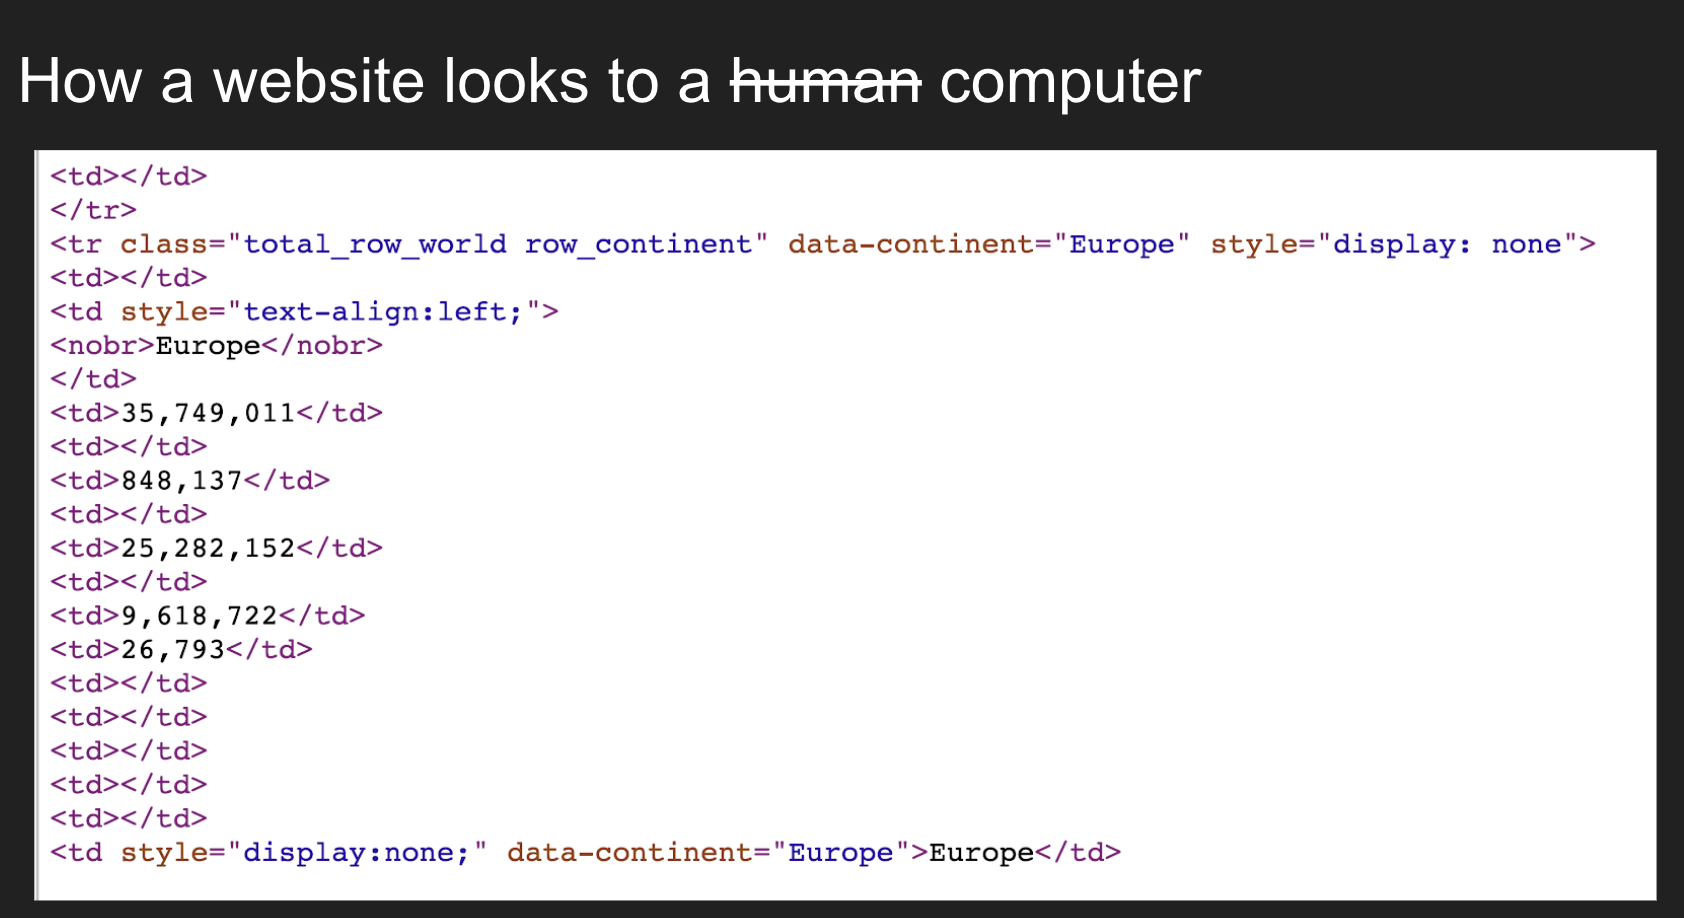 How a website looks to a human computer
<td></td>
</tr>
<tr class="total_row_world row_continent" data-continent="Europe" style="display: none">
<td></td>
<td style="text-align:left;">
<nobr>Europe</nobr>
</td>
<td>35,749,011</td>
<td></td>
<td>848,137</td>
<td></td>
<td>25,282,152</td>
<td></td>
<td>9,618,722</td>
<td>26,793</td>
<td></td>
<td></td>
<td></td>
<td></td>
<td></td>
<td style="display:none;" data-continent="Europe">Europe</td>